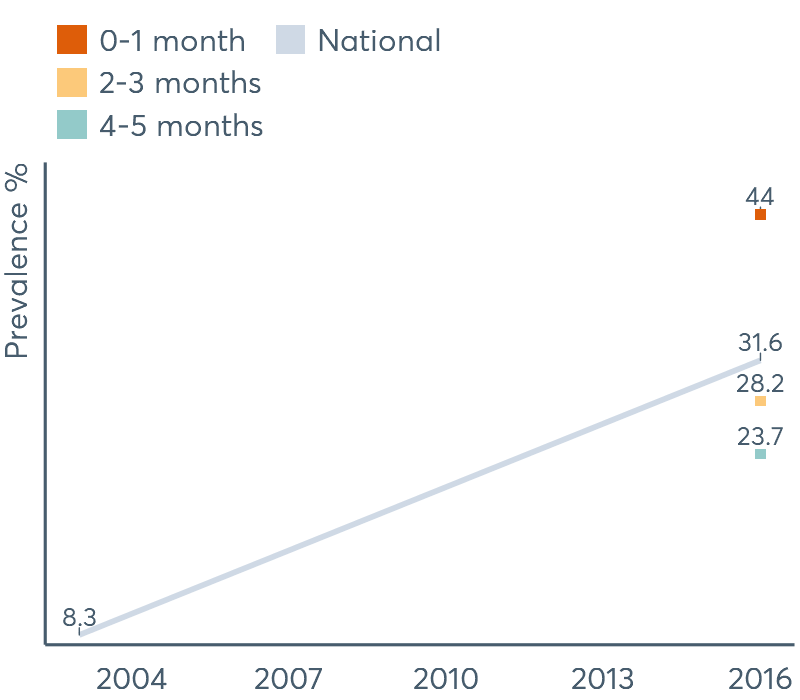 0-1 month National
2-3 months
4-5 months
Prevalence %
44
31.6
28.2
23.7
8.3
2004 2007 2010 2013 2016